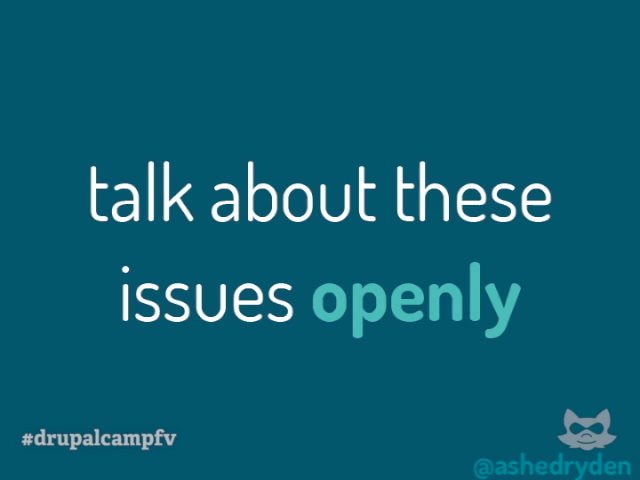 talk about these
issues openly
#drupalcampfv
@ashedryden